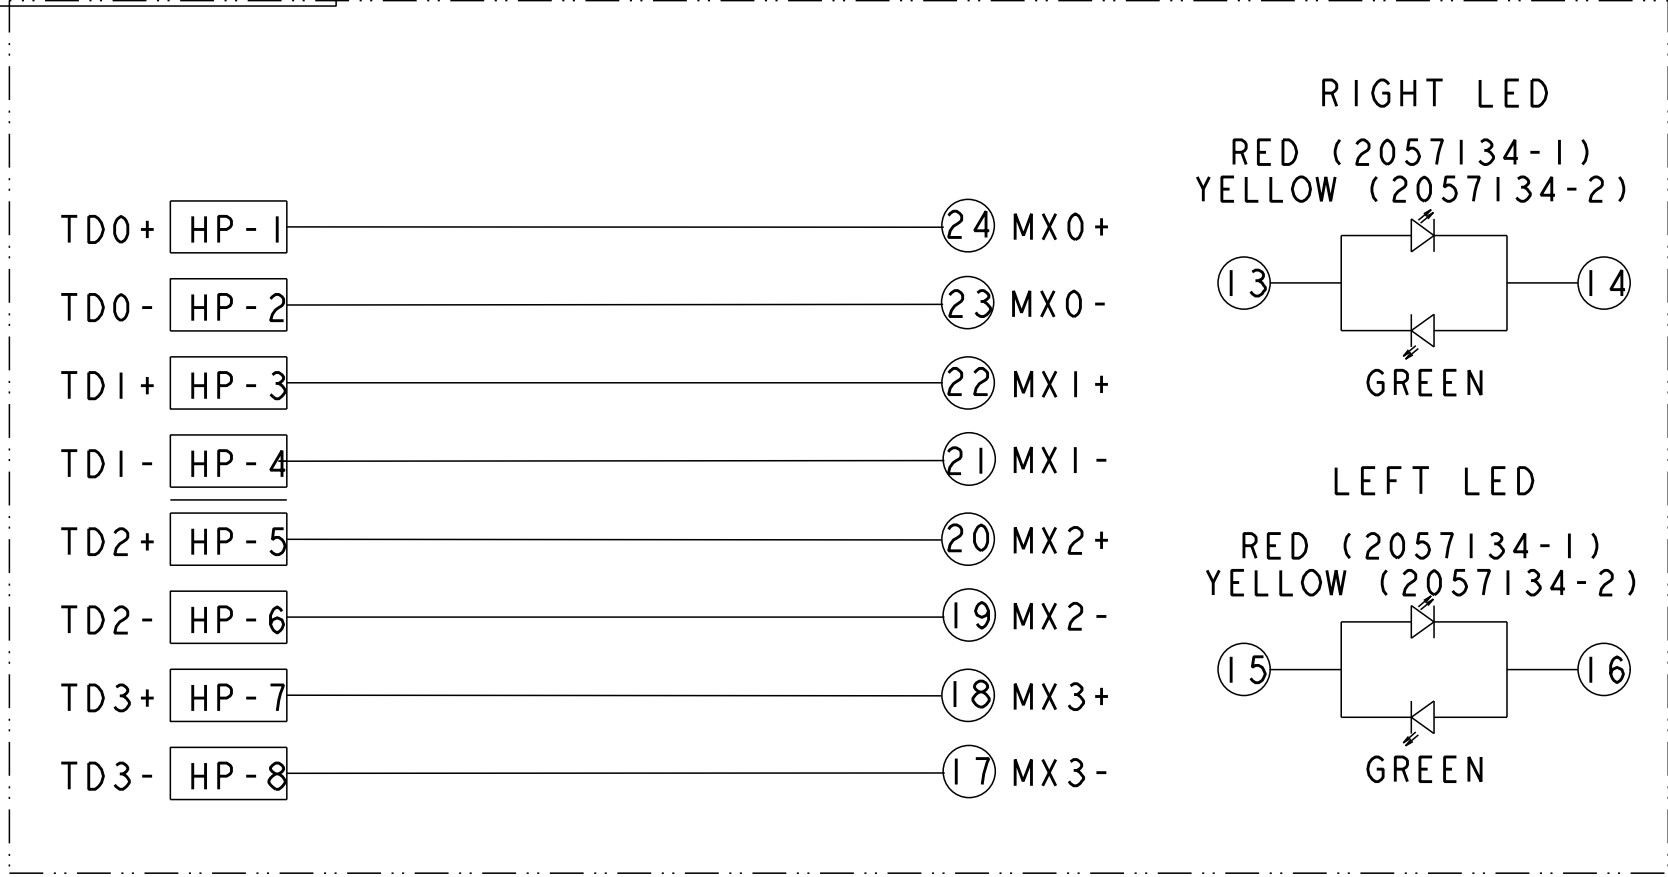 TD0+ HP-1 24 MX0+
TD0- HP-2 23 MX0-
TD1+ HP-3 22 MX1+
TD1- HP-4 21 MX1-
TD2+ HP-5 20 MX2+
TD2- HP-6 19 MX2-
TD3+ HP-7 18 MX3+
TD3- HP-8 17 MX3-
RIGHT LED
RED (2057134-1)
YELLOW (2057134-2)
13 14
GREEN
LEFT LED
RED (2057134-1)
YELLOW (2057134-2)
15 16
GREEN